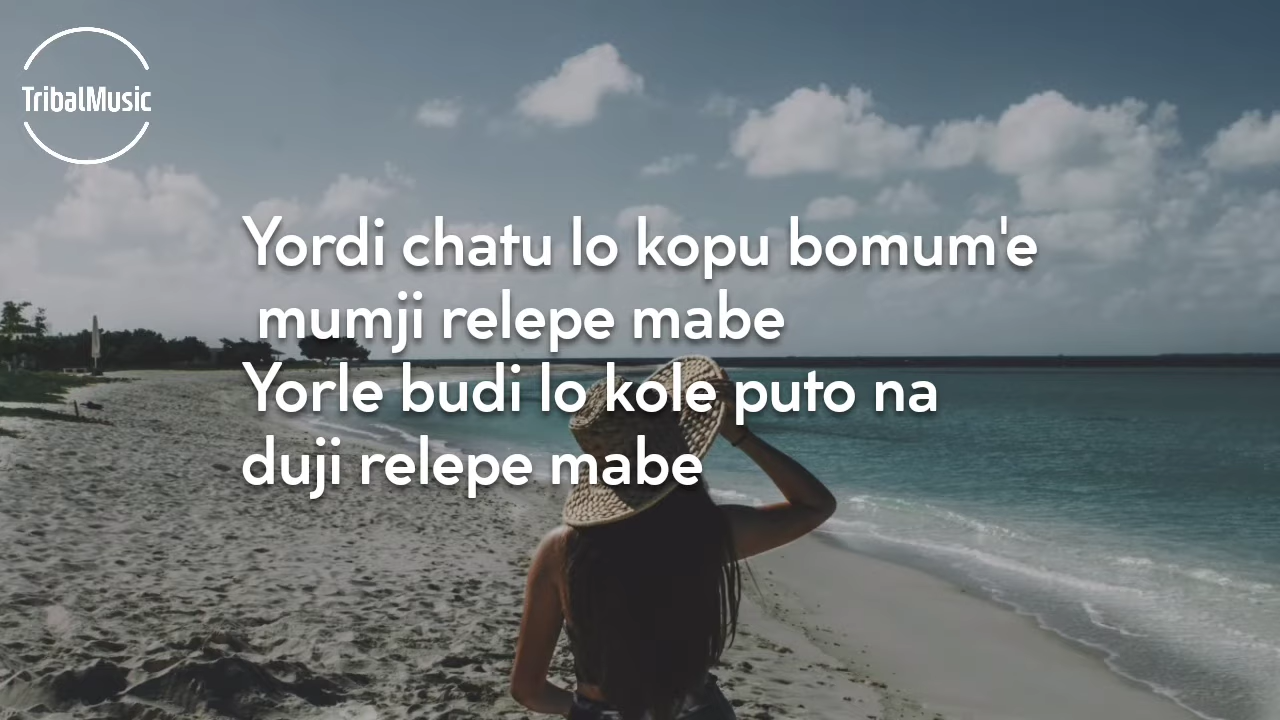 TribalMusic
Yordi chatu lo kopu bomum'e
mumji relepe mabe
Yorle budi lo kole puto na
duji relepe mabe